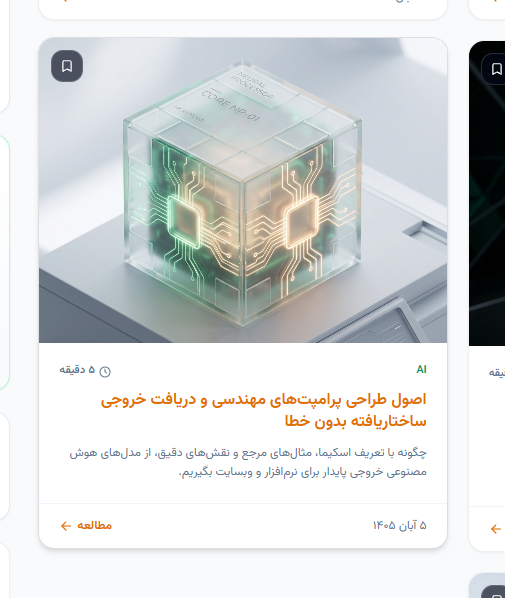 NEURAL
PROCESSOR
CORE NP-01
AI
۵ دقیقه
اصول طراحی پرامپت‌های مهندسی و دریافت خروجی
ساختاریافته بدون خطا
چگونه با تعریف اسکیما، مثال‌های مرجع و نقش‌های دقیق، از مدل‌های هوش
مصنوعی خروجی پایدار برای نرم‌افزار و وبسایت بگیریم.
۵ آبان ۱۴۰۵
مطالعه